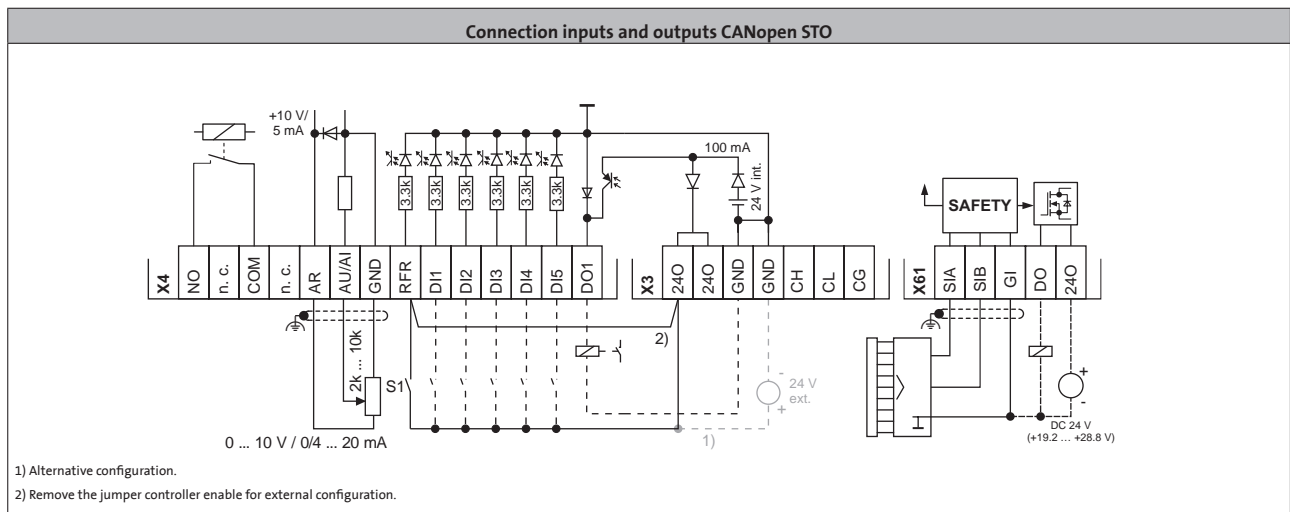 Connection inputs and outputs CANopen STO
+10 V/
5 mA
100 mA
24 V int.
3.3k
3.3k
3.3k
3.3k
3.3k
3.3k
SAFETY
X4
NO
n. c.
COM
n. c.
AR
AU/AI
GND
RFR
DI1
DI2
DI3
DI4
DI5
DO1
X3
24O
24O
GND
GND
CH
CL
CG
X61
SIA
SIB
GI
DO
24O
2k ... 10k
S1
2)
-
24 V
ext.
+
1)
+
-
DC 24 V
(+19.2 ... +28.8 V)
0 ... 10 V / 0/4 ... 20 mA
1) Alternative configuration.
2) Remove the jumper controller enable for external configuration.